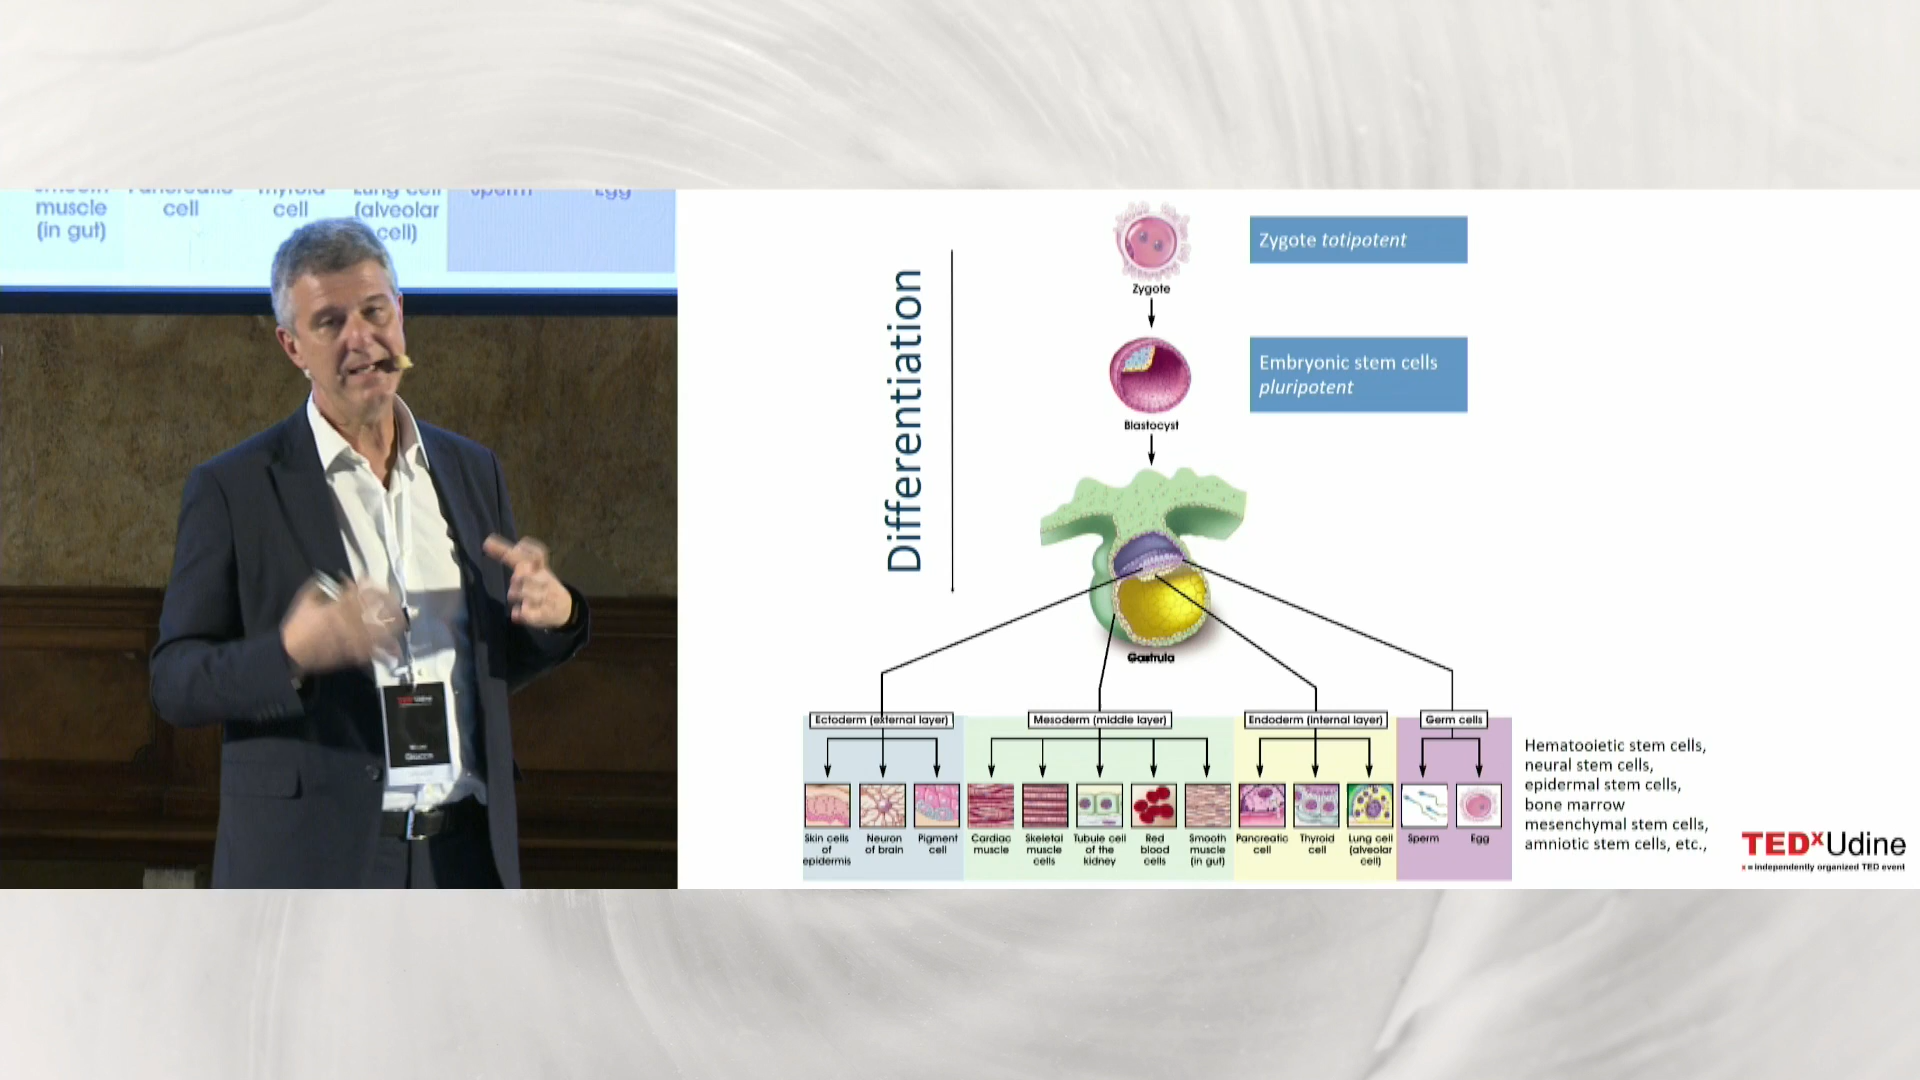 muscle
cell
cell
(alveolar
(in gut)
cell)
Differentiation
Zygote totipotent
Zygote
Embryonic stem cells
pluripotent
Blastocyst
Gastrula
Ectoderm (external layer)
Mesoderm (middle layer)
Endoderm (internal layer)
Germ cells
Skin cells
of
epidermis
Neuron
of brain
Pigment
cell
Cardiac
muscle
Skeletal
muscle
cells
Tubule cell
of the
kidney
Red
blood
cells
Smooth
muscle
(in gut)
Pancreatic
cell
Thyroid
cell
Lung cell
(alveolar
cell)
Sperm
Egg
Hematooietic stem cells,
neural stem cells,
epidermal stem cells,
bone marrow
mesenchymal stem cells,
amniotic stem cells, etc.,
TEDxUdine
x = independently organized TED event